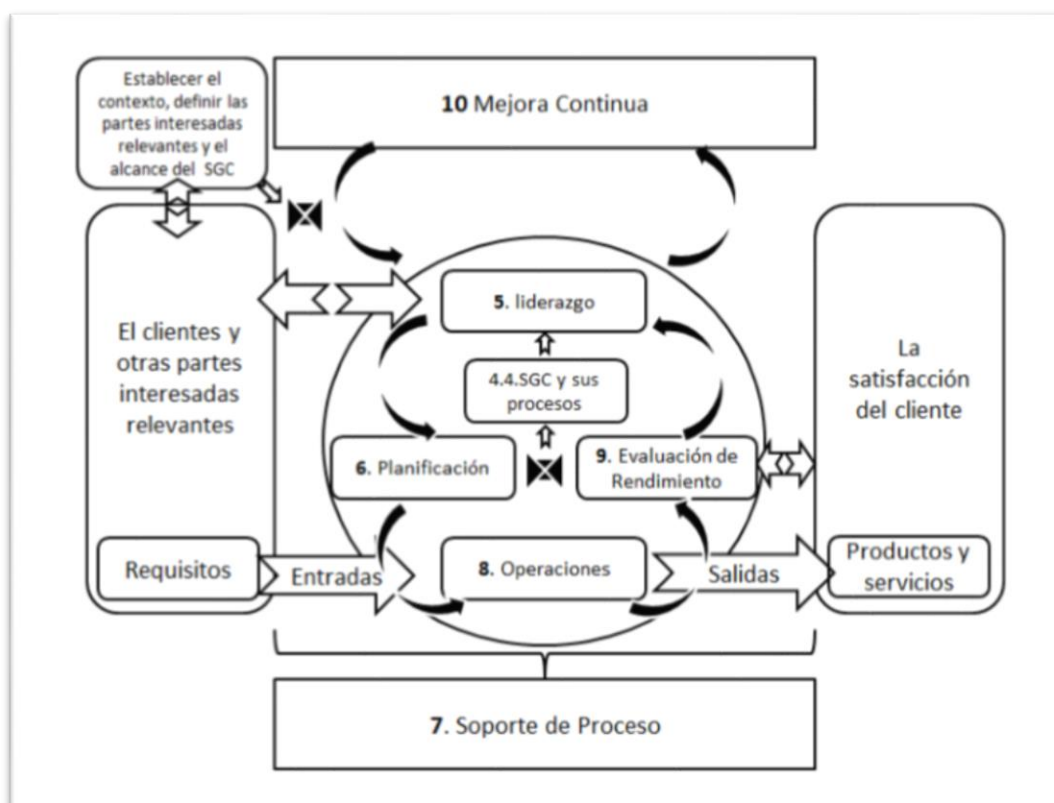 Establecer el
contexto, definir las
partes interesadas
relevantes y el
alcance del SGC
10 Mejora Continua
El clientes y
otras partes
interesadas
relevantes
5. liderazgo
4.4.SGC y sus
procesos
6. Planificación
9. Evaluación de
Rendimiento
La
satisfacción
del cliente
Requisitos
Entradas
8. Operaciones
Salidas
Productos y
servicios
7. Soporte de Proceso